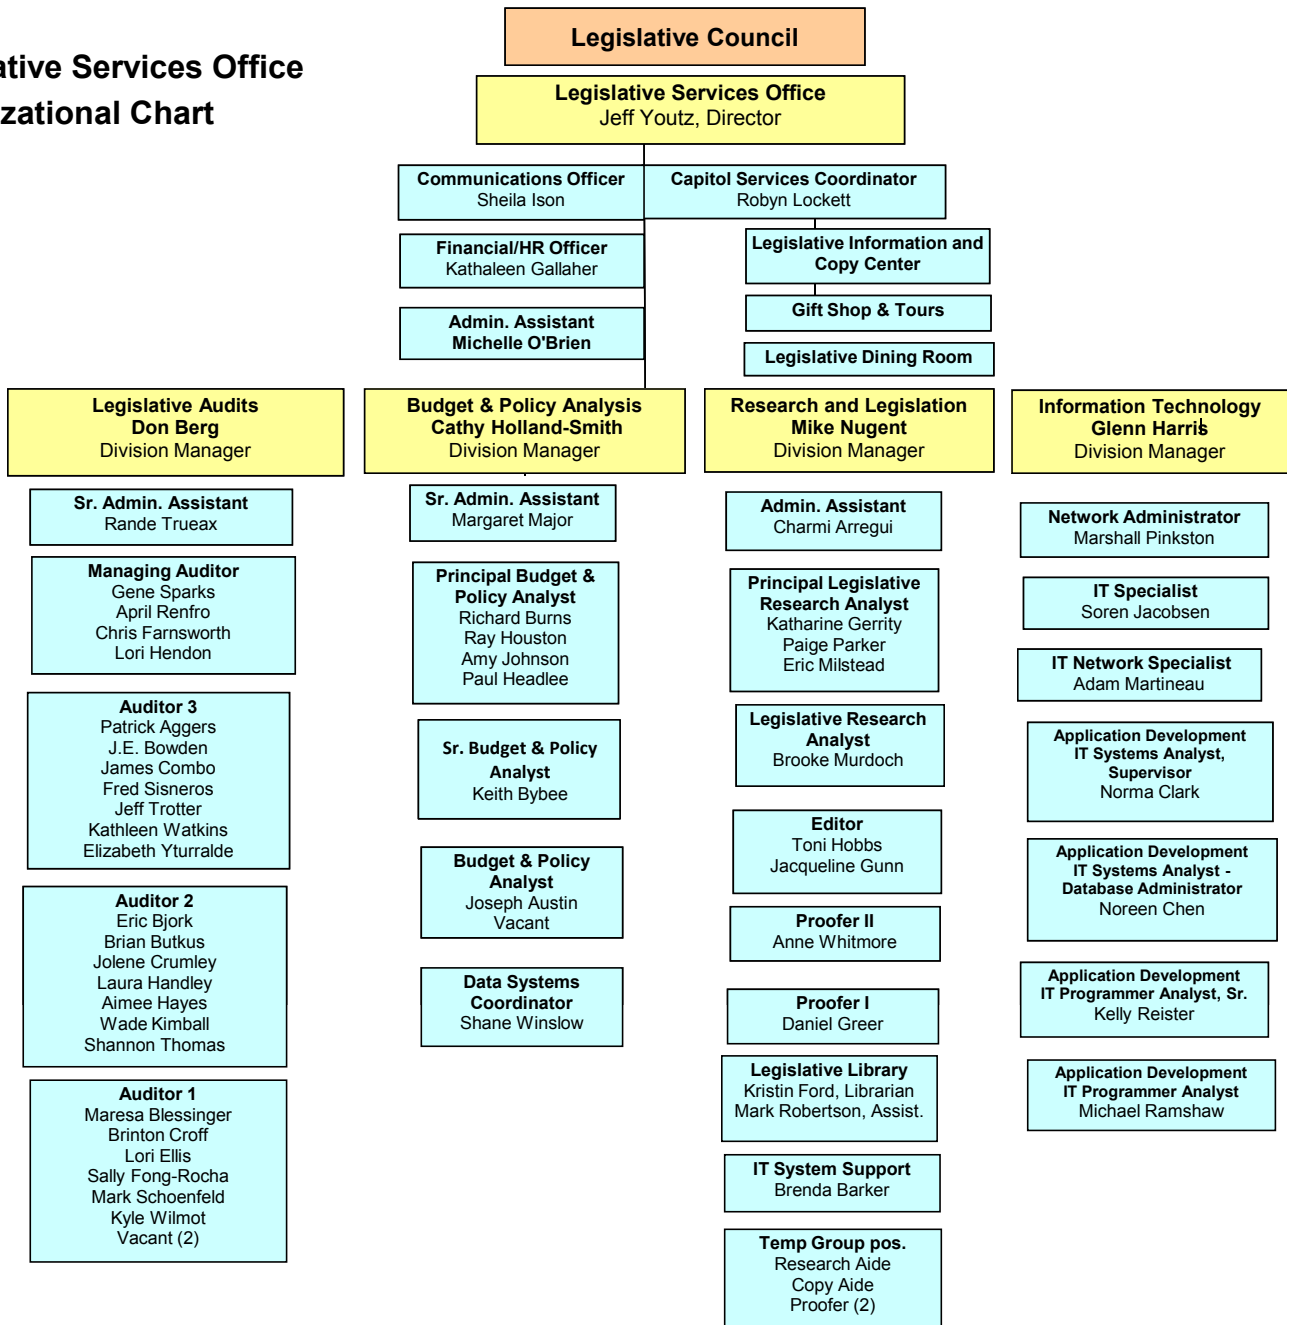 Legislative Council
ative Services Office
zational Chart
Legislative Services Office
Jeff Youtz, Director
Communications Officer
Sheila Ison
Capitol Services Coordinator
Robyn Lockett
Financial/HR Officer
Kathaleen Gallaher
Legislative Information and
Copy Center
Gift Shop & Tours
Admin. Assistant
Michelle O'Brien
Legislative Dining Room
Legislative Audits
Don Berg
Division Manager
Sr. Admin. Assistant
Rande Trueax
Managing Auditor
Gene Sparks
April Renfro
Chris Farnsworth
Lori Hendon
Auditor 3
Patrick Aggers
J.E. Bowden
James Combo
Fred Sisneros
Jeff Trotter
Kathleen Watkins
Elizabeth Yturralde
Auditor 2
Eric Bjork
Brian Butkus
Jolene Crumley
Laura Handley
Aimee Hayes
Wade Kimball
Shannon Thomas
Auditor 1
Maresa Blessinger
Brinton Croff
Lori Ellis
Sally Fong-Rocha
Mark Schoenfeld
Kyle Wilmot
Vacant (2)
Budget & Policy Analysis
Cathy Holland-Smith
Division Manager
Sr. Admin. Assistant
Margaret Major
Principal Budget &
Policy Analyst
Richard Burns
Ray Houston
Amy Johnson
Paul Headlee
Sr. Budget & Policy
Analyst
Keith Bybee
Budget & Policy
Analyst
Joseph Austin
Vacant
Data Systems
Coordinator
Shane Winslow
Research and Legislation
Mike Nugent
Division Manager
Admin. Assistant
Charmi Arregui
Principal Legislative
Research Analyst
Katharine Gerrity
Paige Parker
Eric Milstead
Legislative Research
Analyst
Brooke Murdoch
Editor
Toni Hobbs
Jacqueline Gunn
Proofer II
Anne Whitmore
Proofer I
Daniel Greer
Legislative Library
Kristin Ford, Librarian
Mark Robertson, Assist.
IT System Support
Brenda Barker
Temp Group pos.
Research Aide
Copy Aide
Proofer (2)
Information Technology
Glenn Harris
Division Manager
Network Administrator
Marshall Pinkston
IT Specialist
Soren Jacobsen
IT Network Specialist
Adam Martineau
Application Development
IT Systems Analyst,
Supervisor
Norma Clark
Application Development
IT Systems Analyst -
Database Administrator
Noreen Chen
Application Development
IT Programmer Analyst, Sr.
Kelly Reister
Application Development
IT Programmer Analyst
Michael Ramshaw